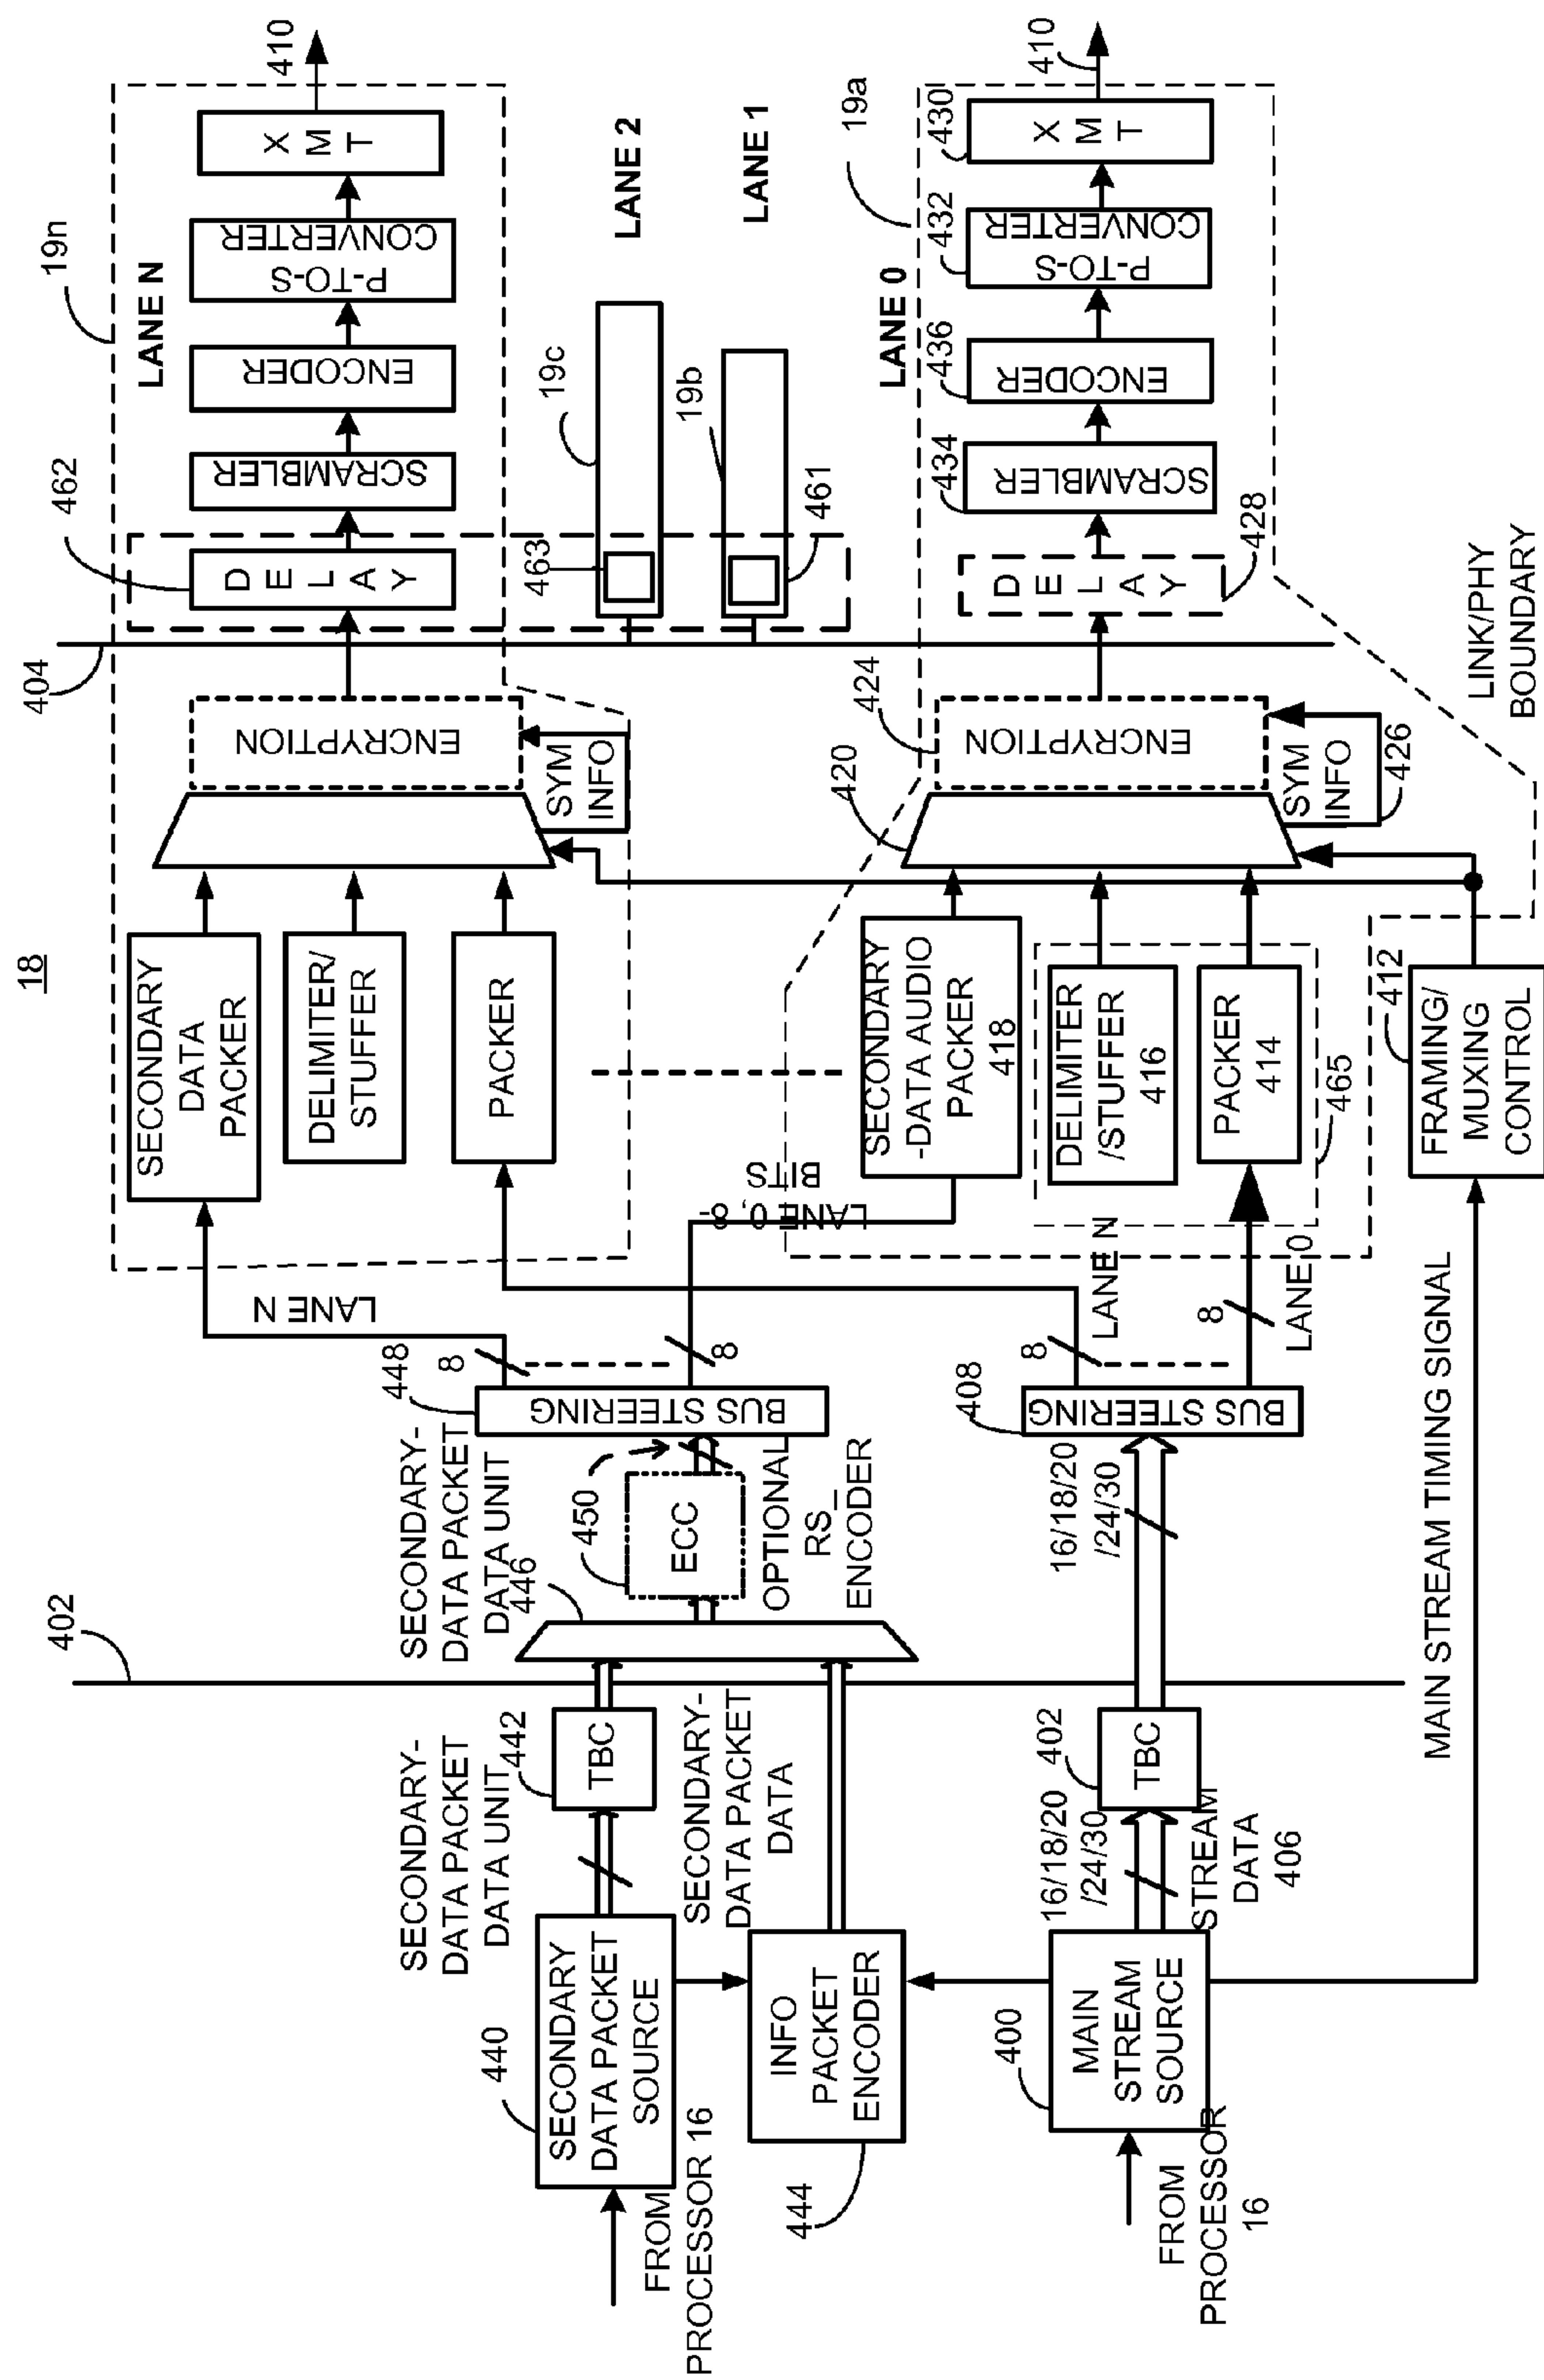 18
19n
LANE N
410
462
DELAY
SCRAMBLER
ENCODER
P-TO-S
CONVERTER
XMT
404
ENCRYPTION
SYM
INFO
SECONDARY
DATA
PACKER
DELIMITER/
STUFFER
PACKER
LANE 2
19c
463
LANE 1
19b
461
LANE 0
19a
410
430
XMT
432
P-TO-S
CONVERTER
436
ENCODER
434
SCRAMBLER
428
DELAY
LINK/PHY
BOUNDARY
424
ENCRYPTION
420
SYM
INFO
426
SECONDARY
-DATA AUDIO
PACKER
418
DELIMITER
/STUFFER
416
PACKER
414
465
412
FRAMING/
MUXING
CONTROL
LANE N
LANE 0, 8-
BITS
LANE N
LANE 0
8
8
8
8
448
BUS STEERING
408
BUS STEERING
SECONDARY-
DATA PACKET
DATA UNIT
446
450
ECC
OPTIONAL
RS_
ENCODER
16/18/20
/24/30
MAIN STREAM TIMING SIGNAL
402
SECONDARY-
DATA PACKET
DATA UNIT
442
TBC
SECONDARY-
DATA PACKET
DATA
402
TBC
16/18/20
/24/30
STREAM
DATA
406
440
SECONDARY
DATA PACKET
SOURCE
INFO
PACKET
ENCODER
444
400
MAIN
STREAM
SOURCE
FROM
PROCESSOR 16
FROM
PROCESSOR
16